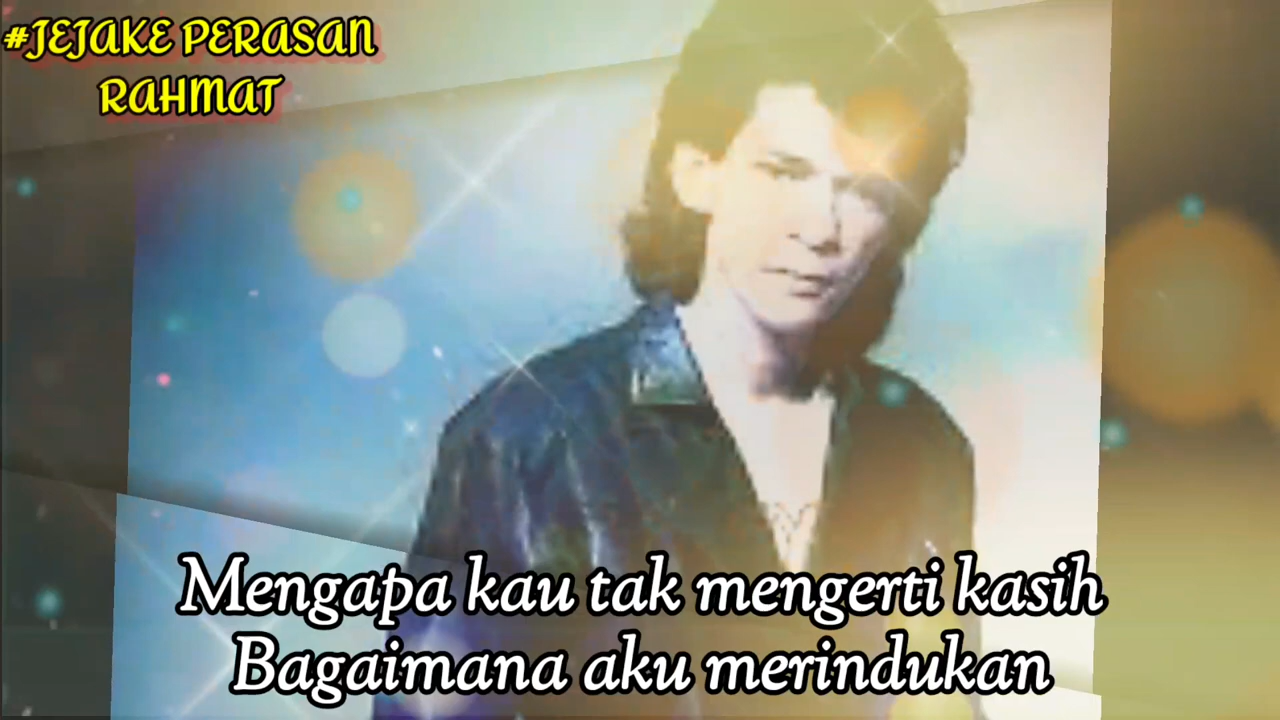 #JEJAKE PERASAN
RAHMAT
Mengapa kau tak mengerti kasih
Bagaimana aku merindukan